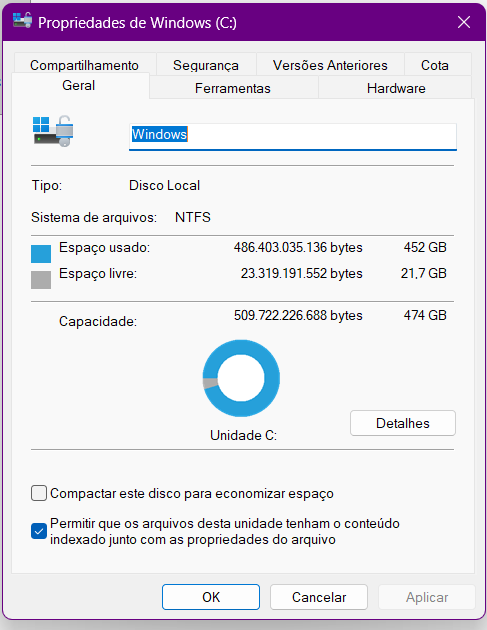 Propriedades de Windows (C:)
Compartilhamento Segurança Versões Anteriores Cota
Geral Ferramentas Hardware
Windows
Tipo: Disco Local
Sistema de arquivos: NTFS
Espaço usado: 486.403.035.136 bytes 452 GB
Espaço livre: 23.319.191.552 bytes 21,7 GB
Capacidade: 509.722.226.688 bytes 474 GB
Unidade C:
Detalhes
Compactar este disco para economizar espaço
Permitir que os arquivos desta unidade tenham o conteúdo
indexado junto com as propriedades do arquivo
OK Cancelar Aplicar